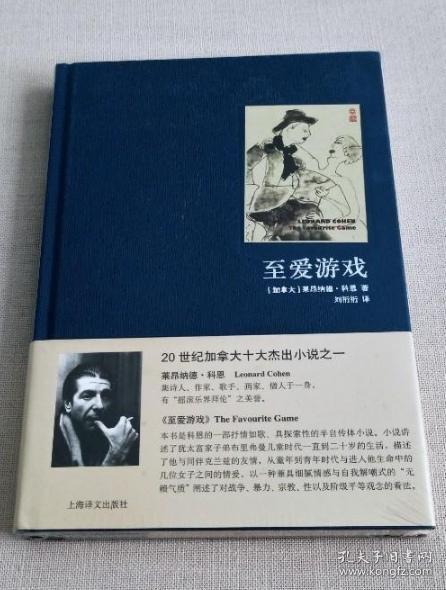 LEONARD COHEN
The Favourite Game
至爱游戏
[加拿大]莱昂纳德·科恩 著
刘衎衎 译
20世纪加拿大十大杰出小说之一
莱昂纳德·科恩 Leonard Cohen
集诗人、作家、歌手、画家、僧人于一身，
有“摇滚乐界拜伦”之美誉。
《至爱游戏》The Favourite Game
本书是科恩的一部抒情如歌、具探索性的半自传体小说。小说讲
述了犹太富家子弟布里弗曼儿童时代一直到二十岁的生活，描述
了他与同伴克兰兹的友情，从童年到青年时代与进入他生命中的
几位女子之间的情爱，以一种兼具细腻情感与自我解嘲式的“无
赖气质”阐述了对战争、暴力、宗教、性以及阶级平等观念的看法。
上海译文出版社
孔夫子旧书网